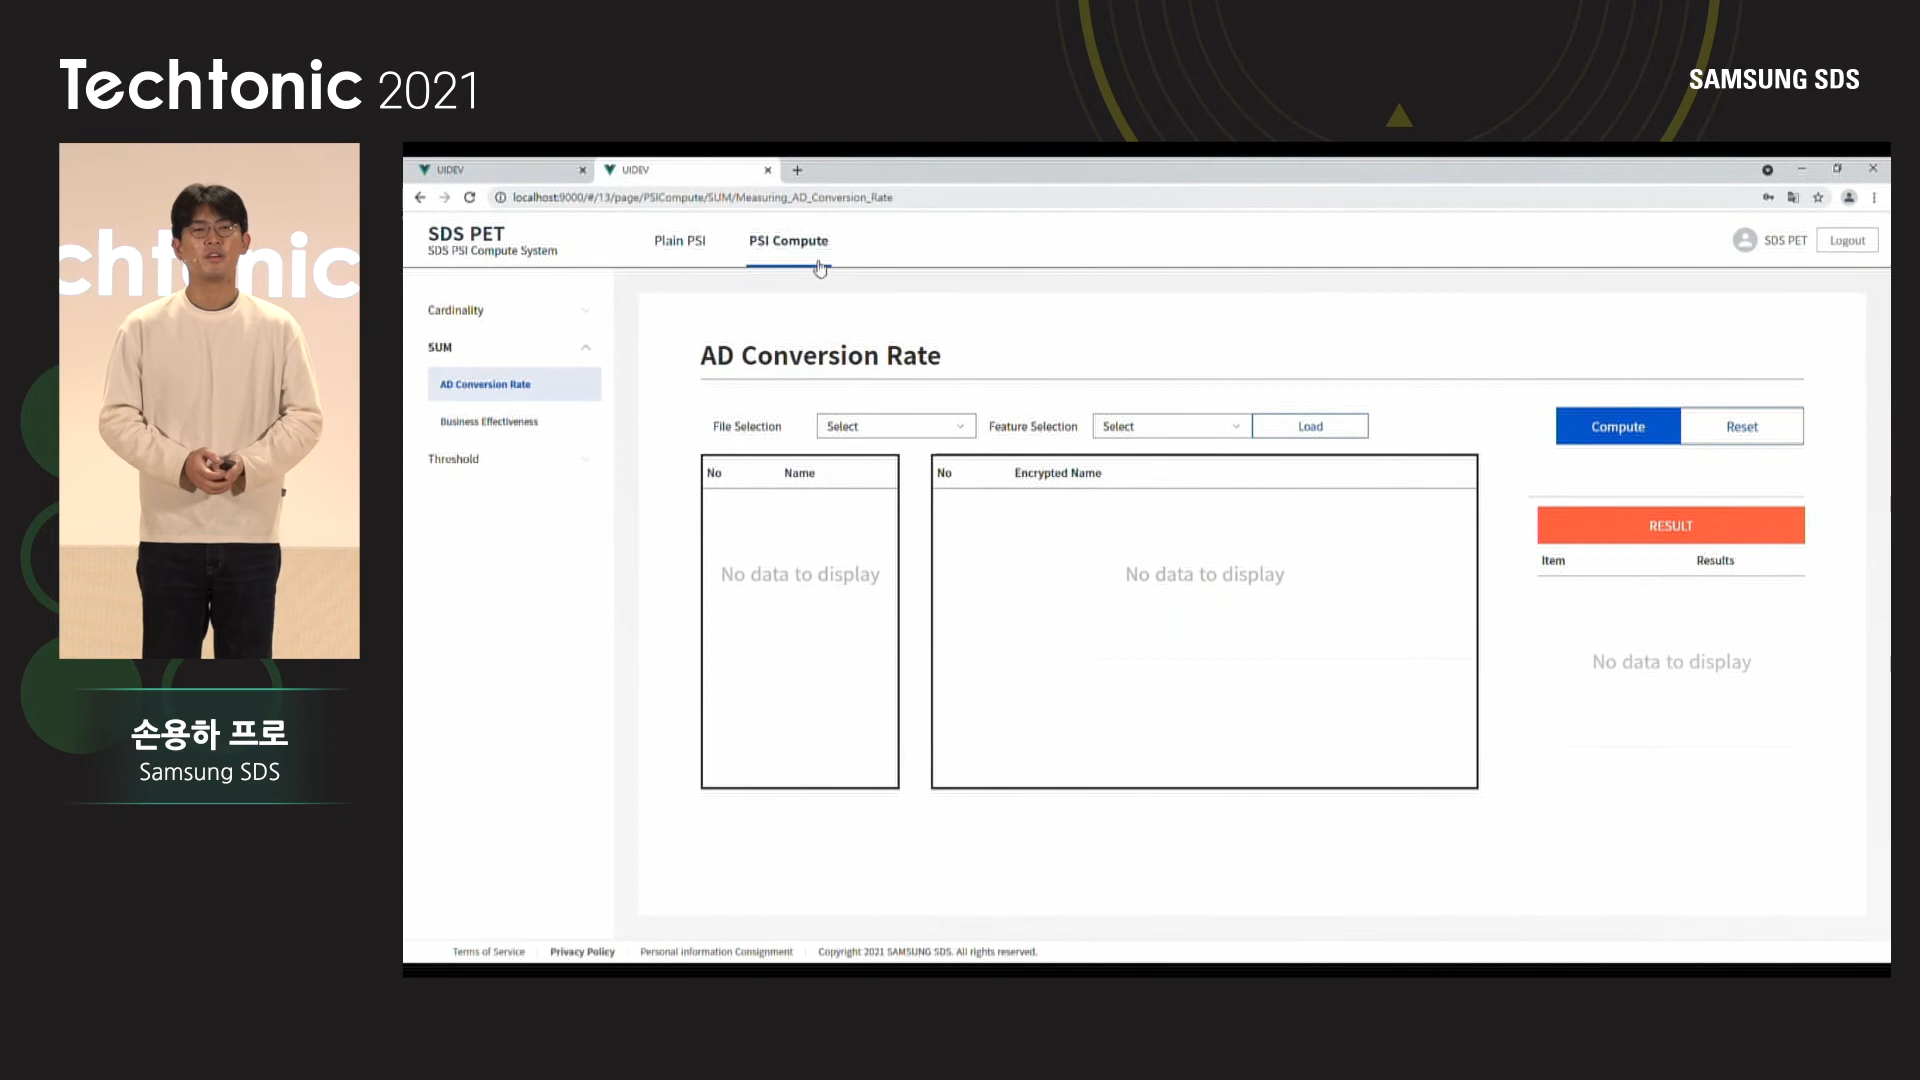 Techtonic 2021
SAMSUNG SDS
chtonic
손용하 프로
Samsung SDS
UIDEV
UIDEV
localhost:9000/#/13/page/PSICompute/SUM/Measuring_AD_Conversion_Rate
SDS PET
SDS PSI Compute System
Plain PSI
PSI Compute
SDS PET
Logout
Cardinality
SUM
AD Conversion Rate
Business Effectiveness
Threshold
AD Conversion Rate
File Selection
Select
Feature Selection
Select
Load
Compute
Reset
No Name
No data to display
No Encrypted Name
No data to display
RESULT
Item Results
No data to display
Terms of Service
Privacy Policy
Personal information Consignment
Copyright 2021 SAMSUNG SDS. All rights reserved.